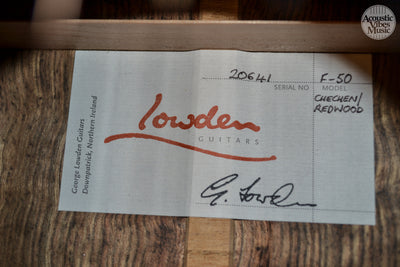 Acoustic
Vibes
Music
20641
SERIAL NO
F-50
MODEL
CHECHEN/
REDWOOD
Lowden
GUITARS
George Lowden Guitars
Downpatrick, Northern Ireland
G. Lowden